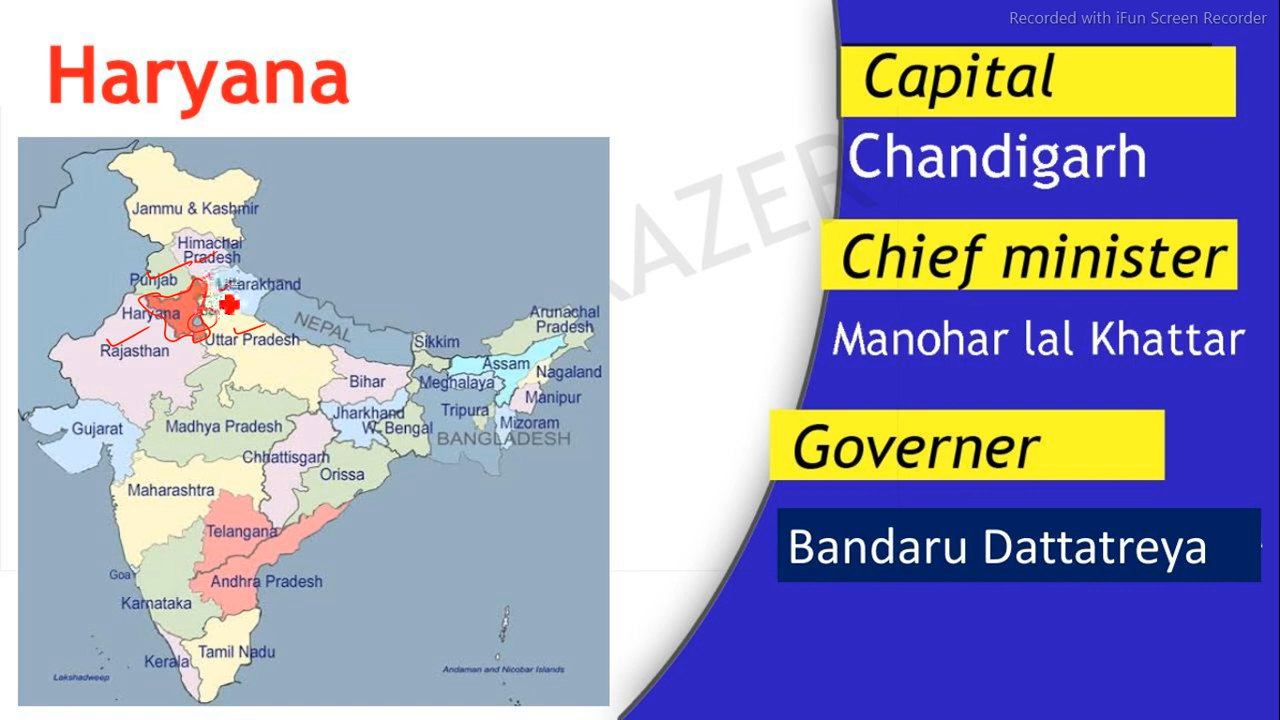 Recorded with iFun Screen Recorder
Haryana
Capital
Chandigarh
Chief minister
Manohar lal Khattar
Governer
Bandaru Dattatreya
AZER
Jammu & Kashmir
Himachal
Pradesh
Punjab
Uttarakhand
Haryana
Uttar Pradesh
Rajasthan
NEPAL
Sikkim
Arunachal
Pradesh
Assam
Nagaland
Meghalaya
Manipur
Bihar
Tripura
Mizoram
BANGLADESH
Jharkhand
W. Bengal
Gujarat
Madhya Pradesh
Chhattisgarh
Orissa
Maharashtra
Telangana
Goa
Andhra Pradesh
Karnataka
Tamil Nadu
Kerala
Lakshadweep
Andaman and Nicobar Islands